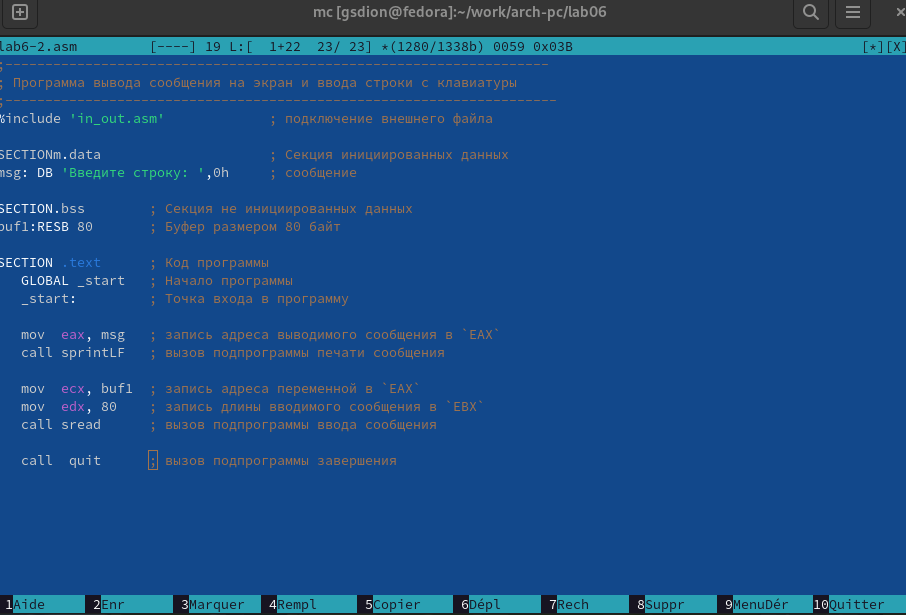 mc [gsdion@fedora]:~/work/arch-pc/lab06
lab6-2.asm [----] 19 L:[ 1+22 23/ 23] *(1280/1338b) 0059 0x03B [*][X]
;--------------------------------------------------------------------
; Программа вывода сообщения на экран и ввода строки с клавиатуры
;---------------------------------------------------------------------
%include 'in_out.asm' ; подключение внешнего файла
SECTIONm.data ; Секция инициированных данных
msg: DB 'Введите строку: ',0h ; сообщение
SECTION.bss ; Секция не инициированных данных
buf1:RESB 80 ; Буфер размером 80 байт
SECTION .text ; Код программы
GLOBAL _start ; Начало программы
_start: ; Точка входа в программу
mov eax, msg ; запись адреса выводимого сообщения в `EAX`
call sprintLF ; вызов подпрограммы печати сообщения
mov ecx, buf1 ; запись адреса переменной в `EAX`
mov edx, 80 ; запись длины вводимого сообщения в `EBX`
call sread ; вызов подпрограммы ввода сообщения
call quit ; вызов подпрограммы завершения
1Aide 2Enr 3Marquer 4Rempl 5Copier 6Dépl 7Rech 8Suppr 9MenuDér 10Quitter